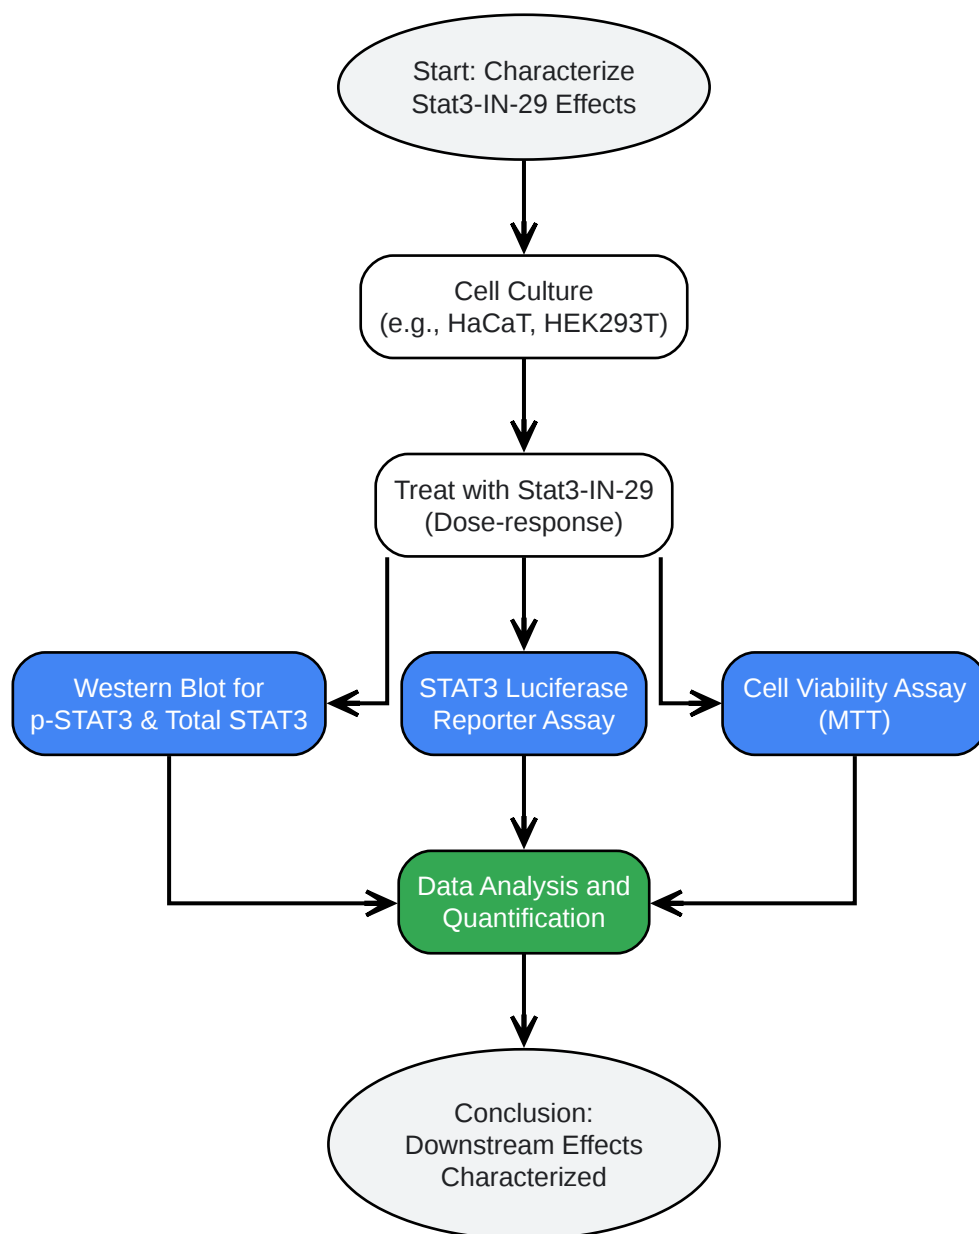 Start: Characterize
Stat3-IN-29 Effects
Cell Culture
(e.g., HaCaT, HEK293T)
Treat with Stat3-IN-29
(Dose-response)
Western Blot for
p-STAT3 & Total STAT3
STAT3 Luciferase
Reporter Assay
Cell Viability Assay
(MTT)
Data Analysis and
Quantification
Conclusion:
Downstream Effects
Characterized